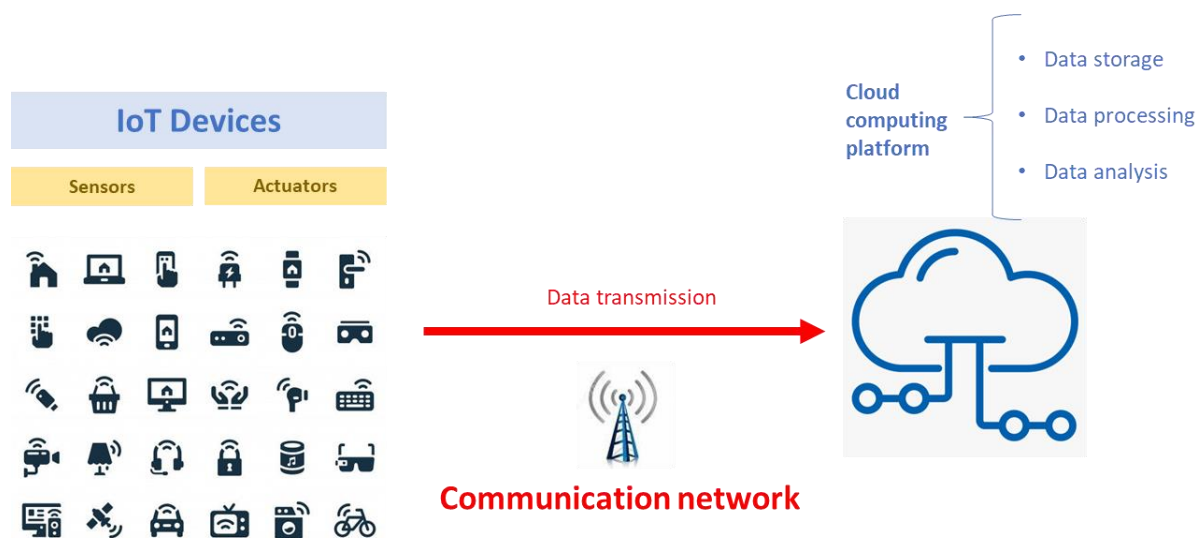 IoT Devices
Sensors
Actuators
Data transmission
Communication network
Cloud
computing
platform
• Data storage
• Data processing
• Data analysis